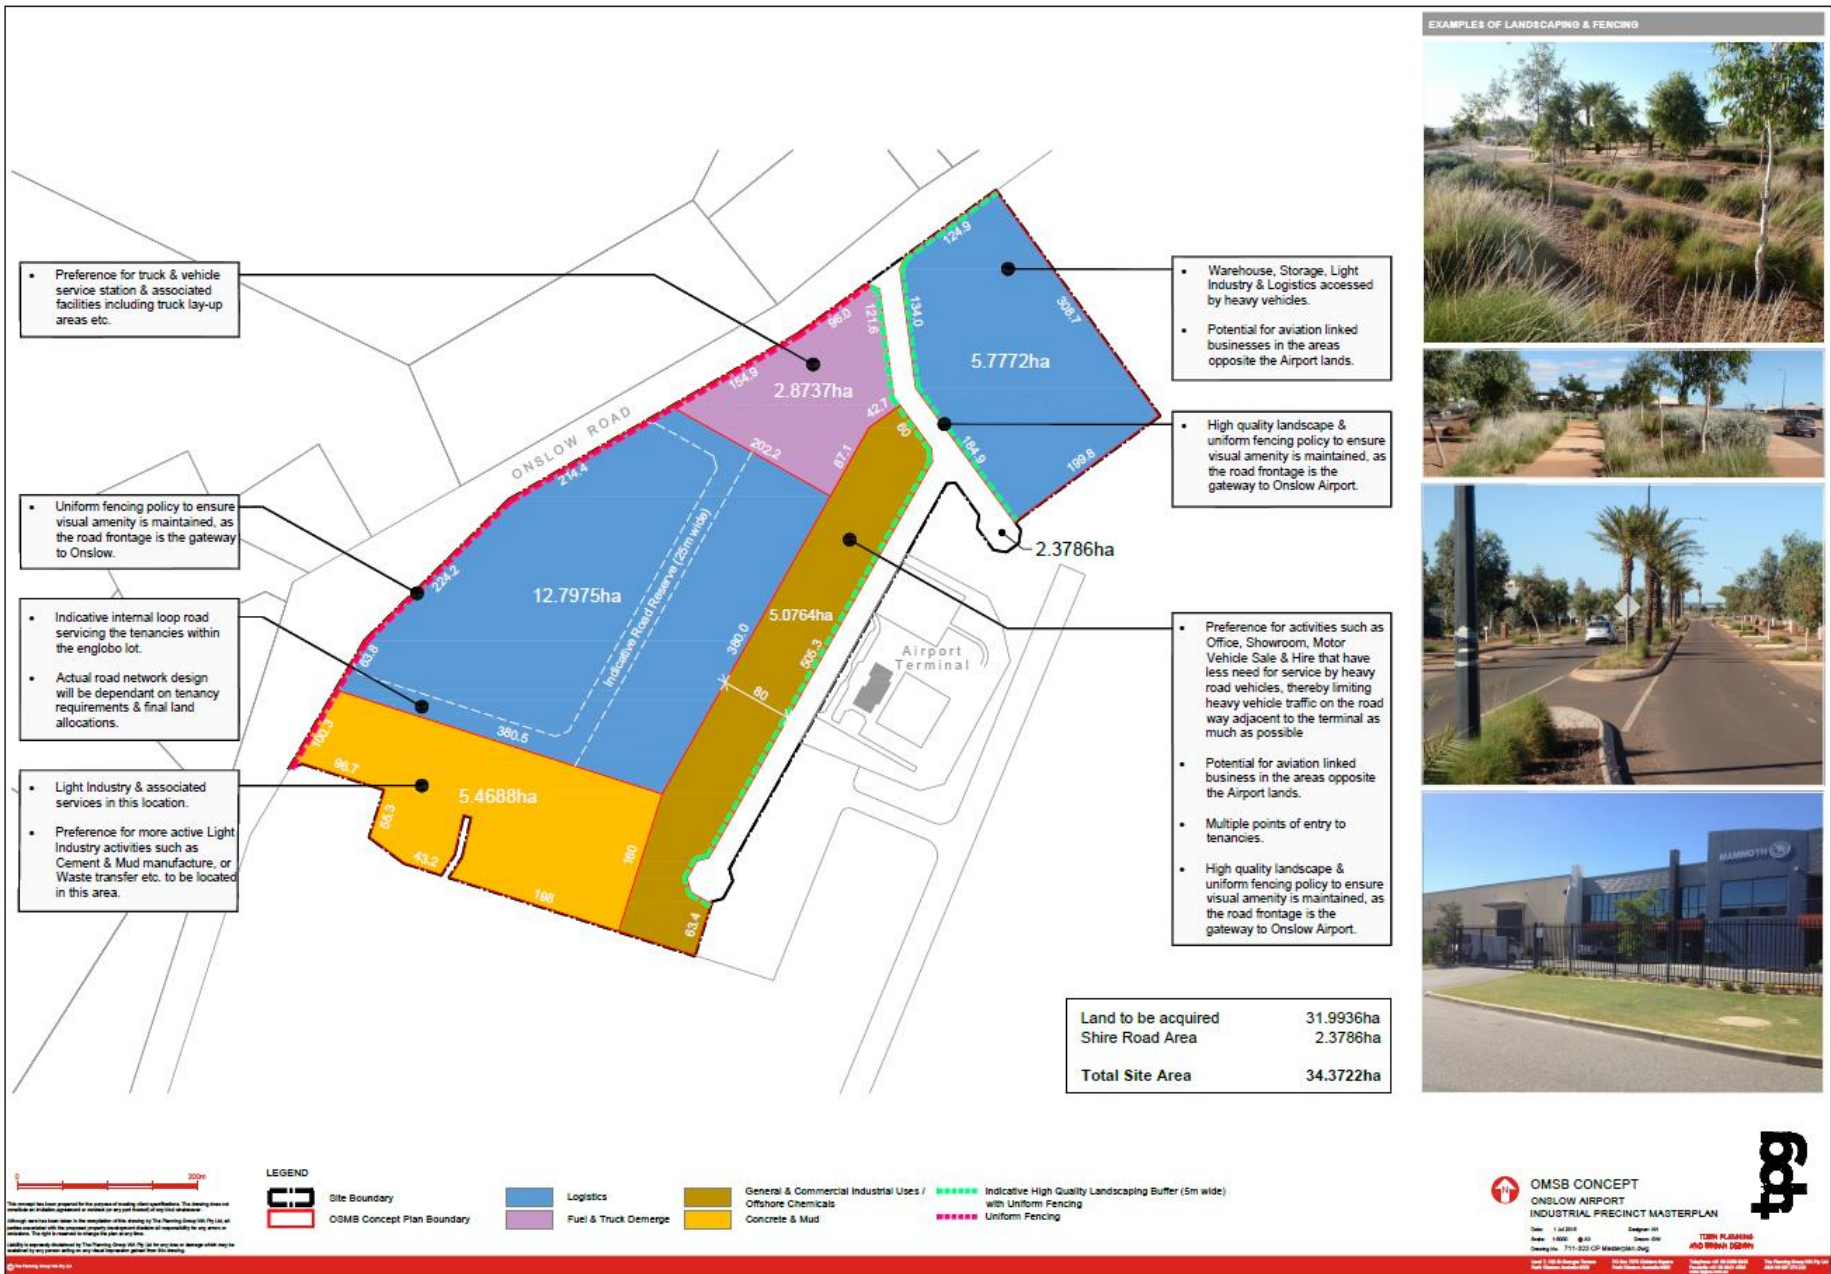 EXAMPLES OF LANDSCAPING & FENCING
• Preference for truck & vehicle
service station & associated
facilities including truck lay-up
areas etc.
• Uniform fencing policy to ensure
visual amenity is maintained, as
the road frontage is the gateway
to Onslow.
• Indicative internal loop road
servicing the tenancies within
the englobo lot.
• Actual road network design
will be dependant on tenancy
requirements & final land
allocations.
• Light Industry & associated
services in this location.
• Preference for more active Light
Industry activities such as
Cement & Mud manufacture, or
Waste transfer etc. to be located
in this area.
ONSLOW ROAD
124.9
134.0
308.7
5.7772ha
184.9
199.8
96.0
121.6
154.9
2.8737ha
42.7
60
87.1
202.2
214.4
224.2
63.8
12.7975ha
Indicative Road Reserve (25m wide)
380.0
380.5
5.0764ha
505.3
80
2.3786ha
Airport
Terminal
100.3
96.7
55.3
43.2
5.4688ha
160
198
63.4
• Warehouse, Storage, Light
Industry & Logistics accessed
by heavy vehicles.
• Potential for aviation linked
businesses in the areas
opposite the Airport lands.
• High quality landscape &
uniform fencing policy to ensure
visual amenity is maintained, as
the road frontage is the
gateway to Onslow Airport.
• Preference for activities such as
Office, Showroom, Motor
Vehicle Sale & Hire that have
less need for service by heavy
road vehicles, thereby limiting
heavy vehicle traffic on the road
way adjacent to the terminal as
much as possible
• Potential for aviation linked
business in the areas opposite
the Airport lands.
• Multiple points of entry to
tenancies.
• High quality landscape &
uniform fencing policy to ensure
visual amenity is maintained, as
the road frontage is the
gateway to Onslow Airport.
Land to be acquired 31.9936ha
Shire Road Area 2.3786ha
Total Site Area 34.3722ha
MAMMOTH
0 200m
LEGEND
Site Boundary
OSMB Concept Plan Boundary
Logistics
Fuel & Truck Demerge
General & Commercial Industrial Uses /
Offshore Chemicals
Concrete & Mud
Indicative High Quality Landscaping Buffer (5m wide)
with Uniform Fencing
Uniform Fencing
N
OMSB CONCEPT
ONSLOW AIRPORT
INDUSTRIAL PRECINCT MASTERPLAN
711-323 CP Masterplan.dwg
TOWN PLANNING
AND URBAN DESIGN